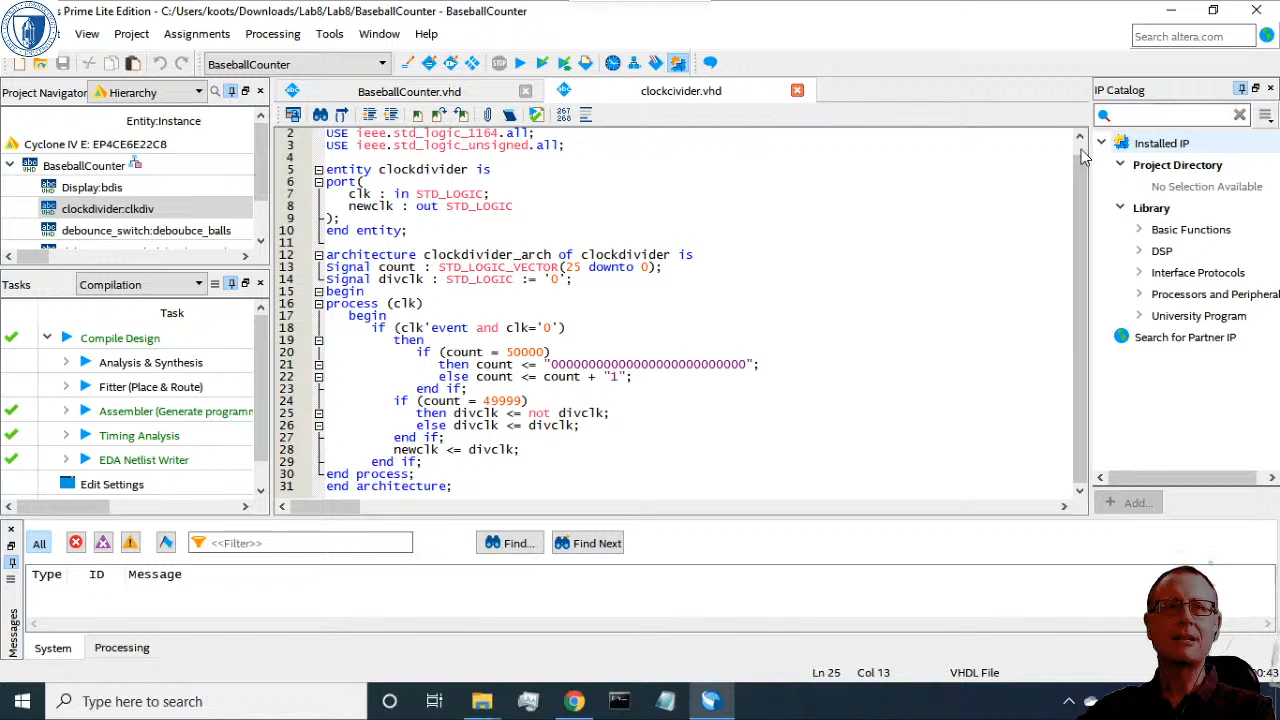 s Prime Lite Edition - C:/Users/koots/Downloads/Lab8/Lab8/BaseballCounter - BaseballCounter
View Project Assignments Processing Tools Window Help
Search altera.com
BaseballCounter
Project Navigator Hierarchy
BaseballCounter.vhd
clockcivider.vhd
IP Catalog
Entity:Instance
Cyclone IV E: EP4CE6E22C8
BaseballCounter
Display:bdis
clockdivider:clkdiv
debounce_switch:deboubce_balls
Tasks Compilation
Task
Compile Design
Analysis & Synthesis
Fitter (Place & Route)
Assembler (Generate programm
Timing Analysis
EDA Netlist Writer
Edit Settings
267
268
2 USE ieee.std_logic_1164.all;
3 USE ieee.std_logic_unsigned.all;
4
5 entity clockdivider is
6 port(
7 clk : in STD_LOGIC;
8 newclk : out STD_LOGIC
9 );
10 end entity;
11
12 architecture clockdivider_arch of clockdivider is
13 Signal count : STD_LOGIC_VECTOR(25 downto 0);
14 Signal divclk : STD_LOGIC := '0';
15 begin
16 process (clk)
17 begin
18 if (clk'event and clk='0')
19 then
20 if (count = 50000)
21 then count <= "00000000000000000000000000";
22 else count <= count + "1";
23 end if;
24 if (count = 49999)
25 then divclk <= not divclk;
26 else divclk <= divclk;
27 end if;
28 newclk <= divclk;
29 end if;
30 end process;
31 end architecture;
Installed IP
Project Directory
No Selection Available
Library
Basic Functions
DSP
Interface Protocols
Processors and Periphera
University Program
Search for Partner IP
+ Add...
All
<<Filter>>
Find...
Find Next
Type ID Message
Messages
System Processing
Ln 25 Col 13 VHDL File
00:43
Type here to search